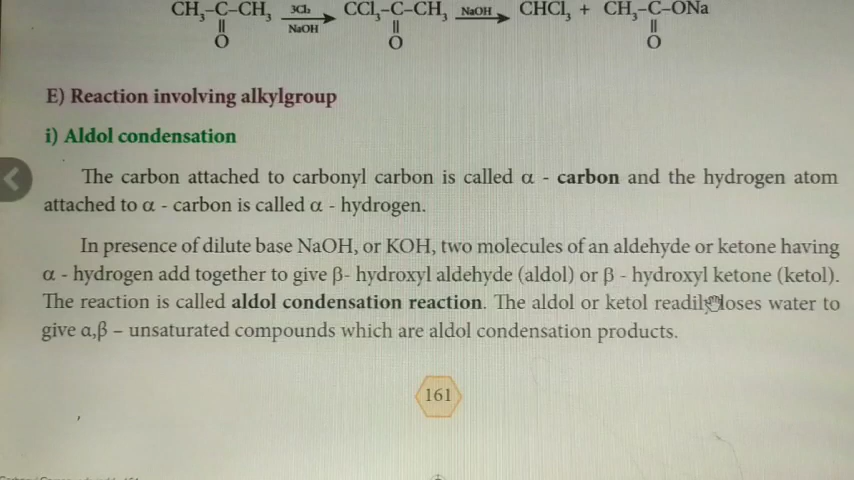 CH₃–C–CH₃ 3Cl₂ NaOH CCl₃–C–CH₃ NaOH CHCl₃ + CH₃–C–ONa
O O O
E) Reaction involving alkylgroup
i) Aldol condensation
The carbon attached to carbonyl carbon is called α - carbon and the hydrogen atom
attached to α - carbon is called α - hydrogen.
In presence of dilute base NaOH, or KOH, two molecules of an aldehyde or ketone having
α - hydrogen add together to give β- hydroxyl aldehyde (aldol) or β - hydroxyl ketone (ketol).
The reaction is called aldol condensation reaction. The aldol or ketol readily loses water to
give α,β – unsaturated compounds which are aldol condensation products.
161